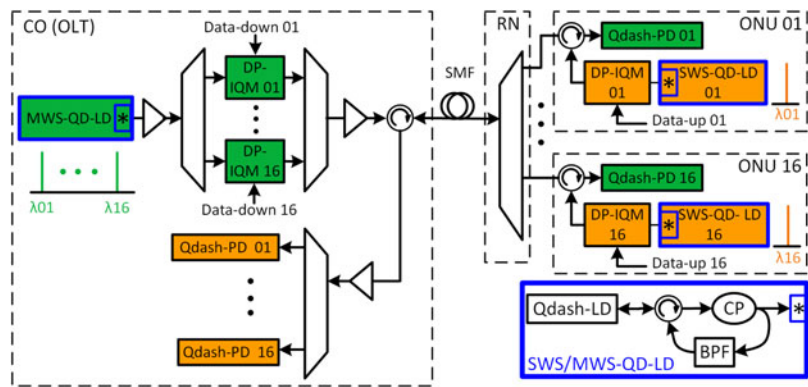 CO (OLT)
Data-down 01
DP-
IQM 01
MWS-QD-LD
*
λ01
λ16
DP-
IQM 16
Data-down 16
Qdash-PD 01
Qdash-PD 16
SMF
RN
ONU 01
Qdash-PD 01
DP-IQM
01
*
SWS-QD-LD
01
Data-up 01
λ01
ONU 16
Qdash-PD 16
DP-IQM
16
*
SWS-QD- LD
16
Data-up 16
λ16
Qdash-LD
CP
*
BPF
SWS/MWS-QD-LD